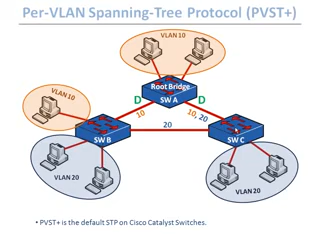 Per-VLAN Spanning-Tree Protocol (PVST+)
VLAN 10
Root Bridge
SW A
D
D
VLAN 10
10
10, 20
20
SW B
SW C
VLAN 20
VLAN 20
• PVST+ is the default STP on Cisco Catalyst Switches.